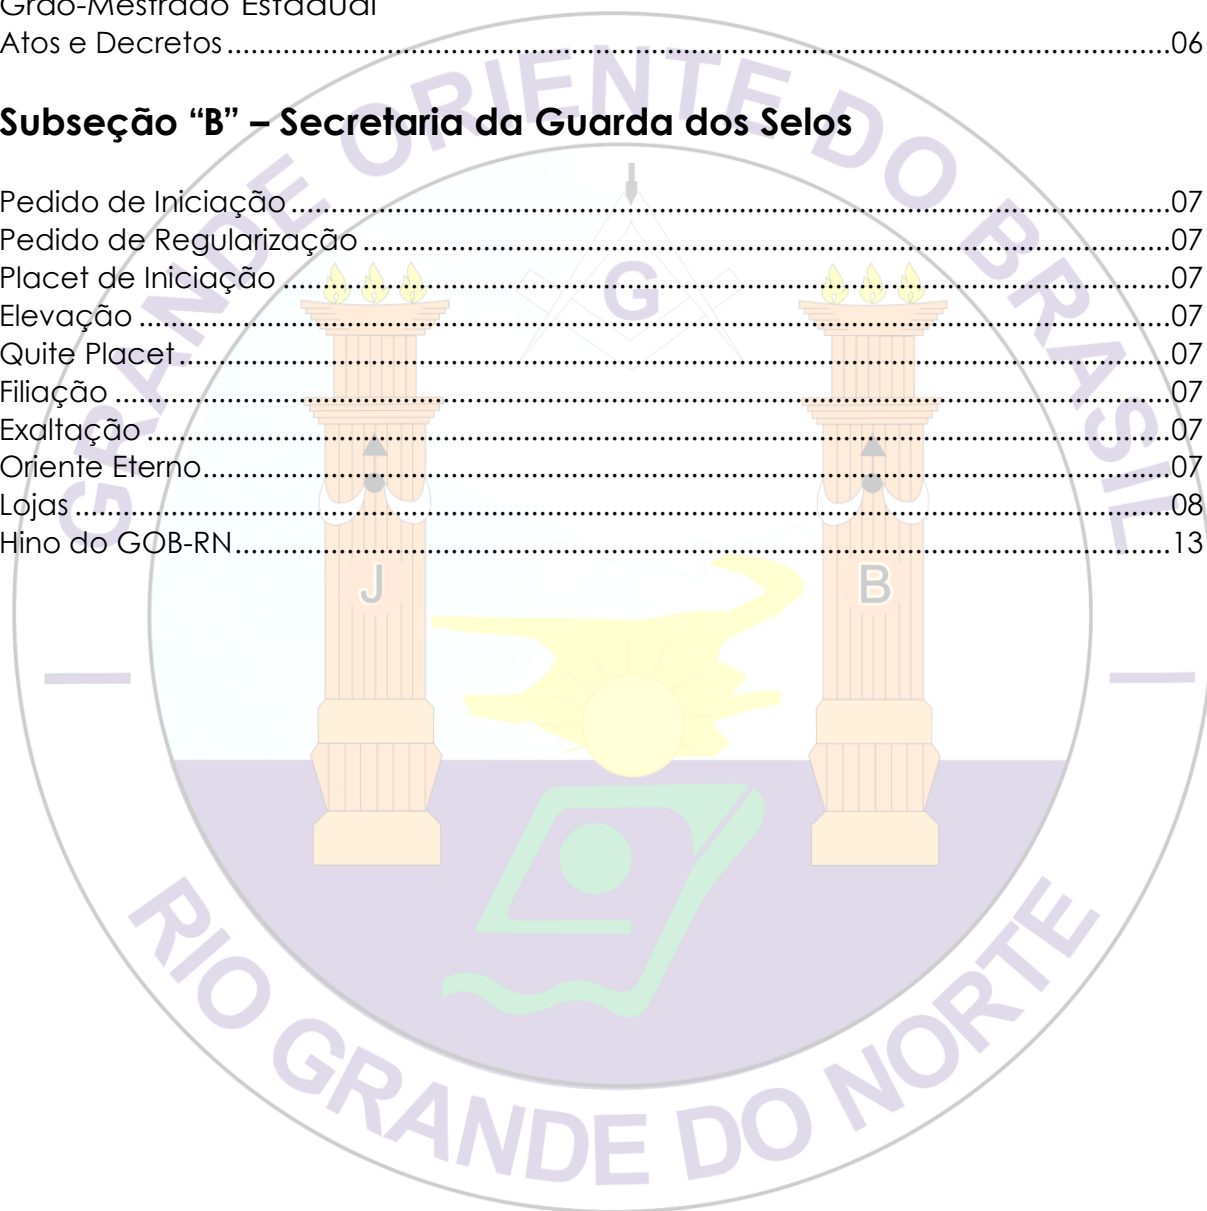 Grão-Mestrado Estadual
Atos e Decretos ........................................................................................................................06
Subseção “B” – Secretaria da Guarda dos Selos
Pedido de Iniciação ................................................................................................................07
Pedido de Regularização .......................................................................................................07
Placet de Iniciação .................................................................................................................07
Elevação ...................................................................................................................................07
Quite Placet ..............................................................................................................................07
Filiação ......................................................................................................................................07
Exaltação ..................................................................................................................................07
Oriente Eterno ...........................................................................................................................07
Lojas ...........................................................................................................................................08
Hino do GOB-RN .......................................................................................................................13
GRANDE ORIENTE DO BRASIL
G
J
B
RIO GRANDE DO NORTE